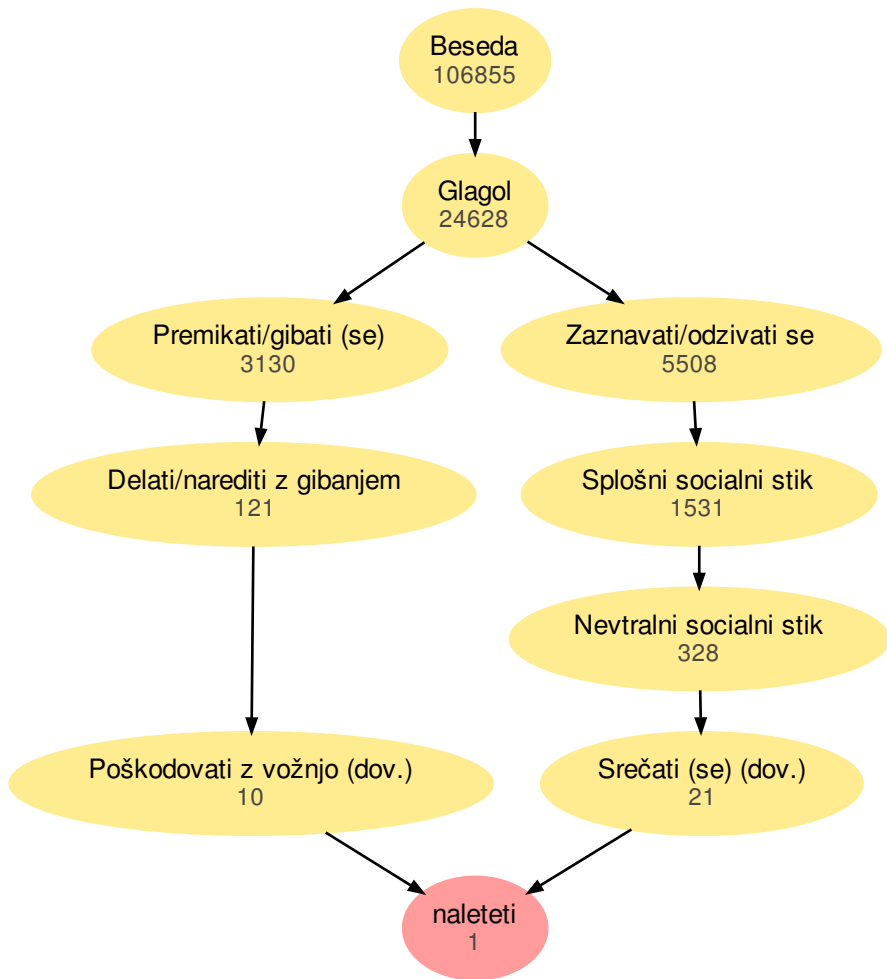 Beseda
106855
Glagol
24628
Premikati/gibati (se)
3130
Zaznavati/odzivati se
5508
Delati/narediti z gibanjem
121
Splošni socialni stik
1531
Nevtralni socialni stik
328
Poškodovati z vožnjo (dov.)
10
Srečati (se) (dov.)
21
naleteti
1